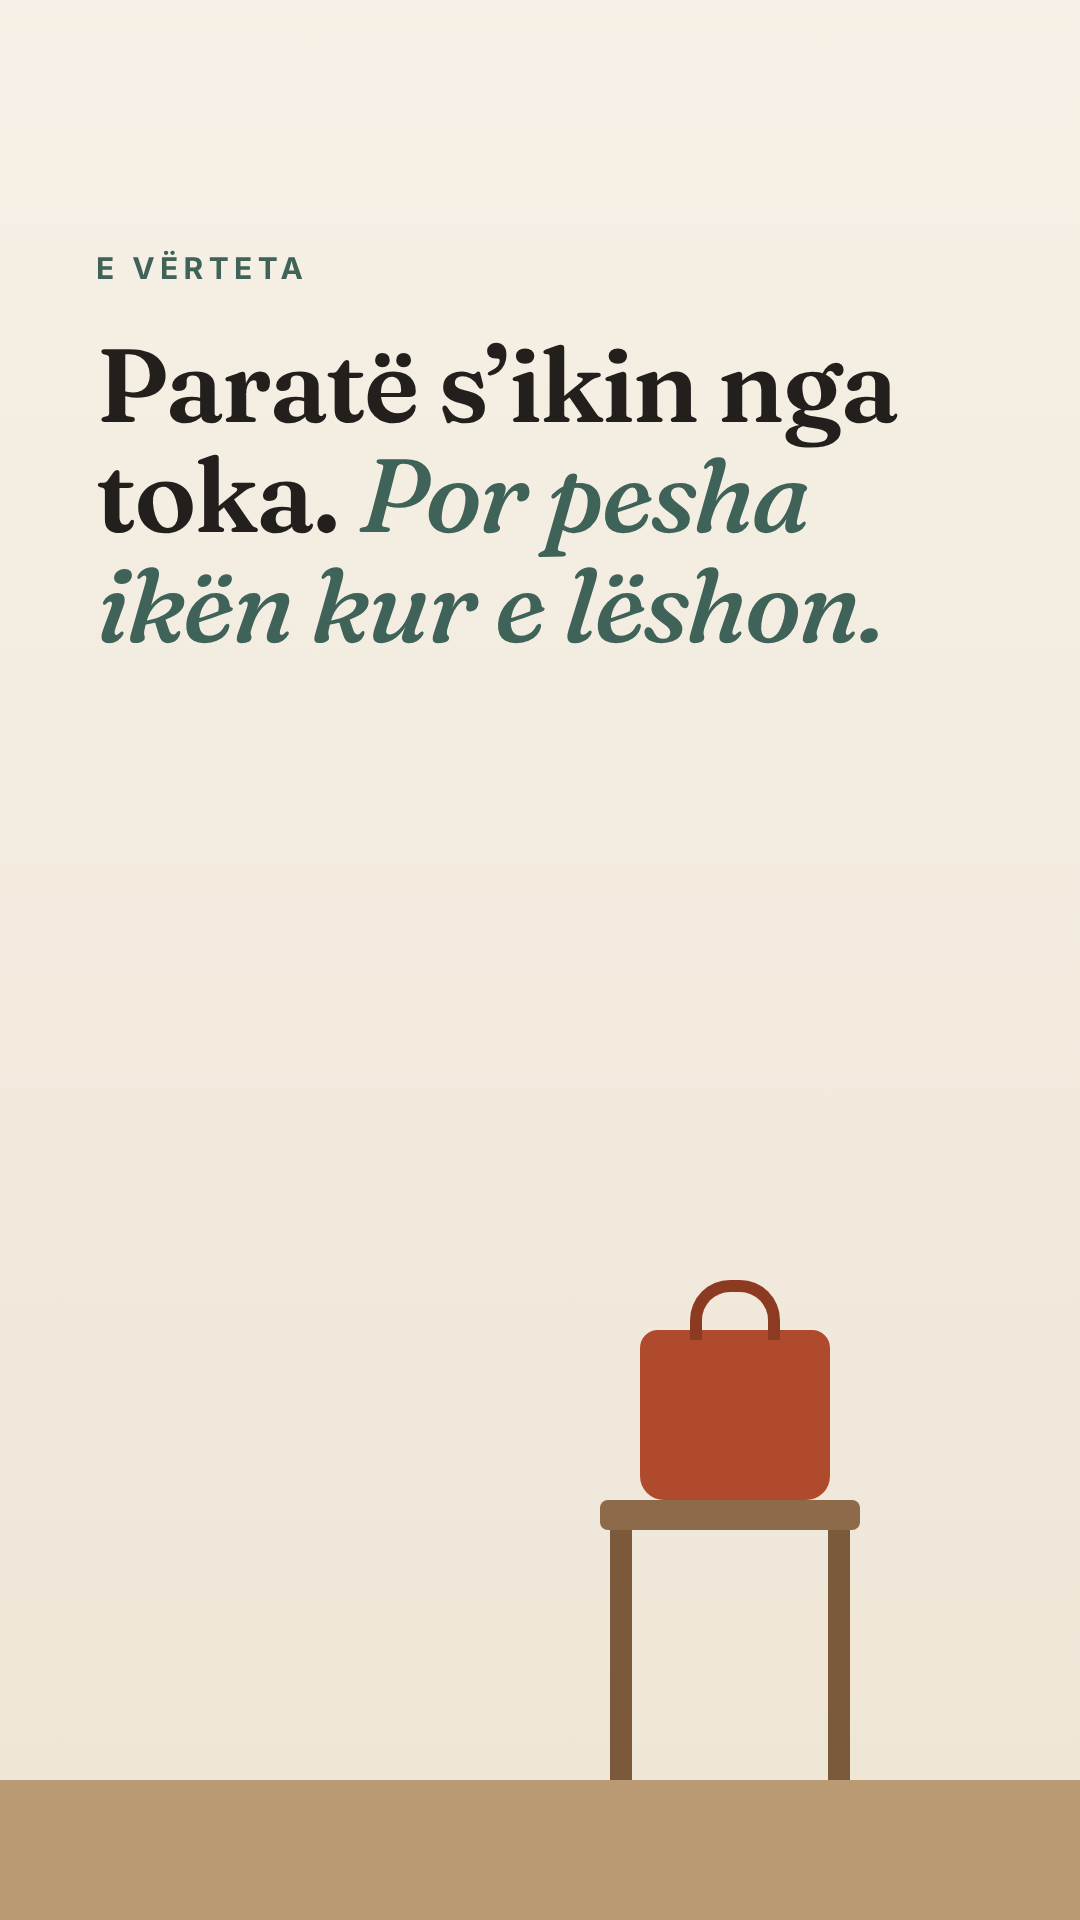 E VËRTETA
Paratë s’ikin nga
toka. Por pesha
ikën kur e lëshon.